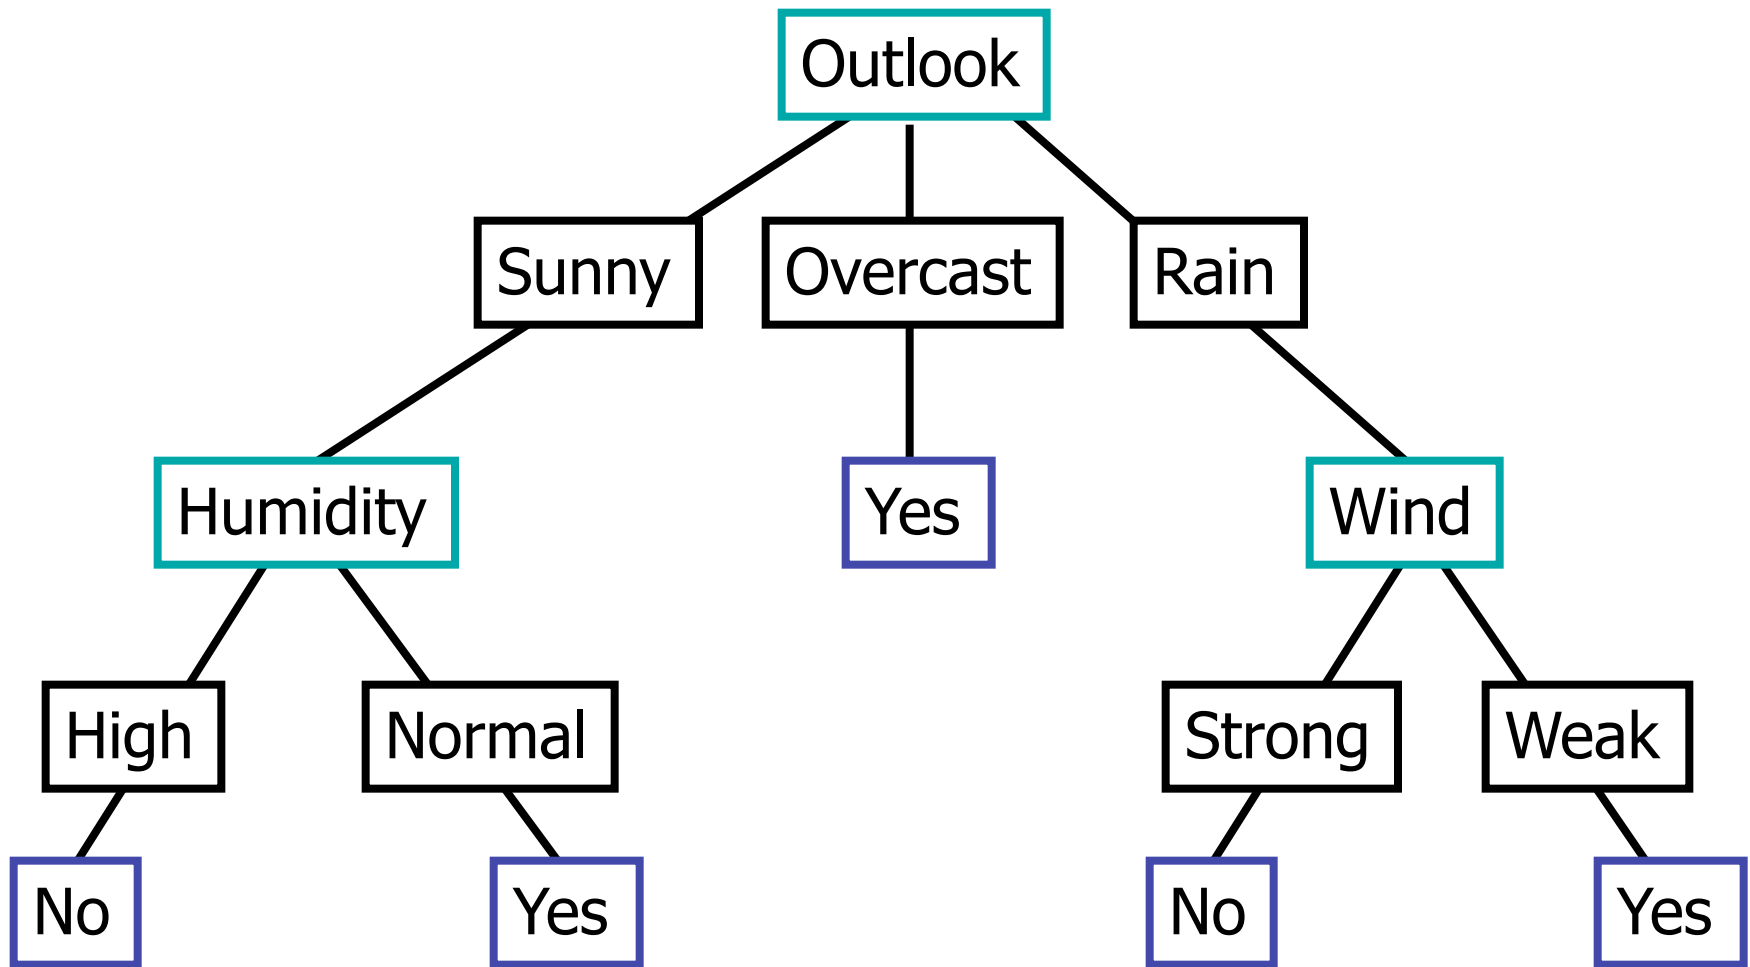 Outlook
Sunny
Overcast
Rain
Humidity
Yes
Wind
High
Normal
Strong
Weak
No
Yes
No
Yes